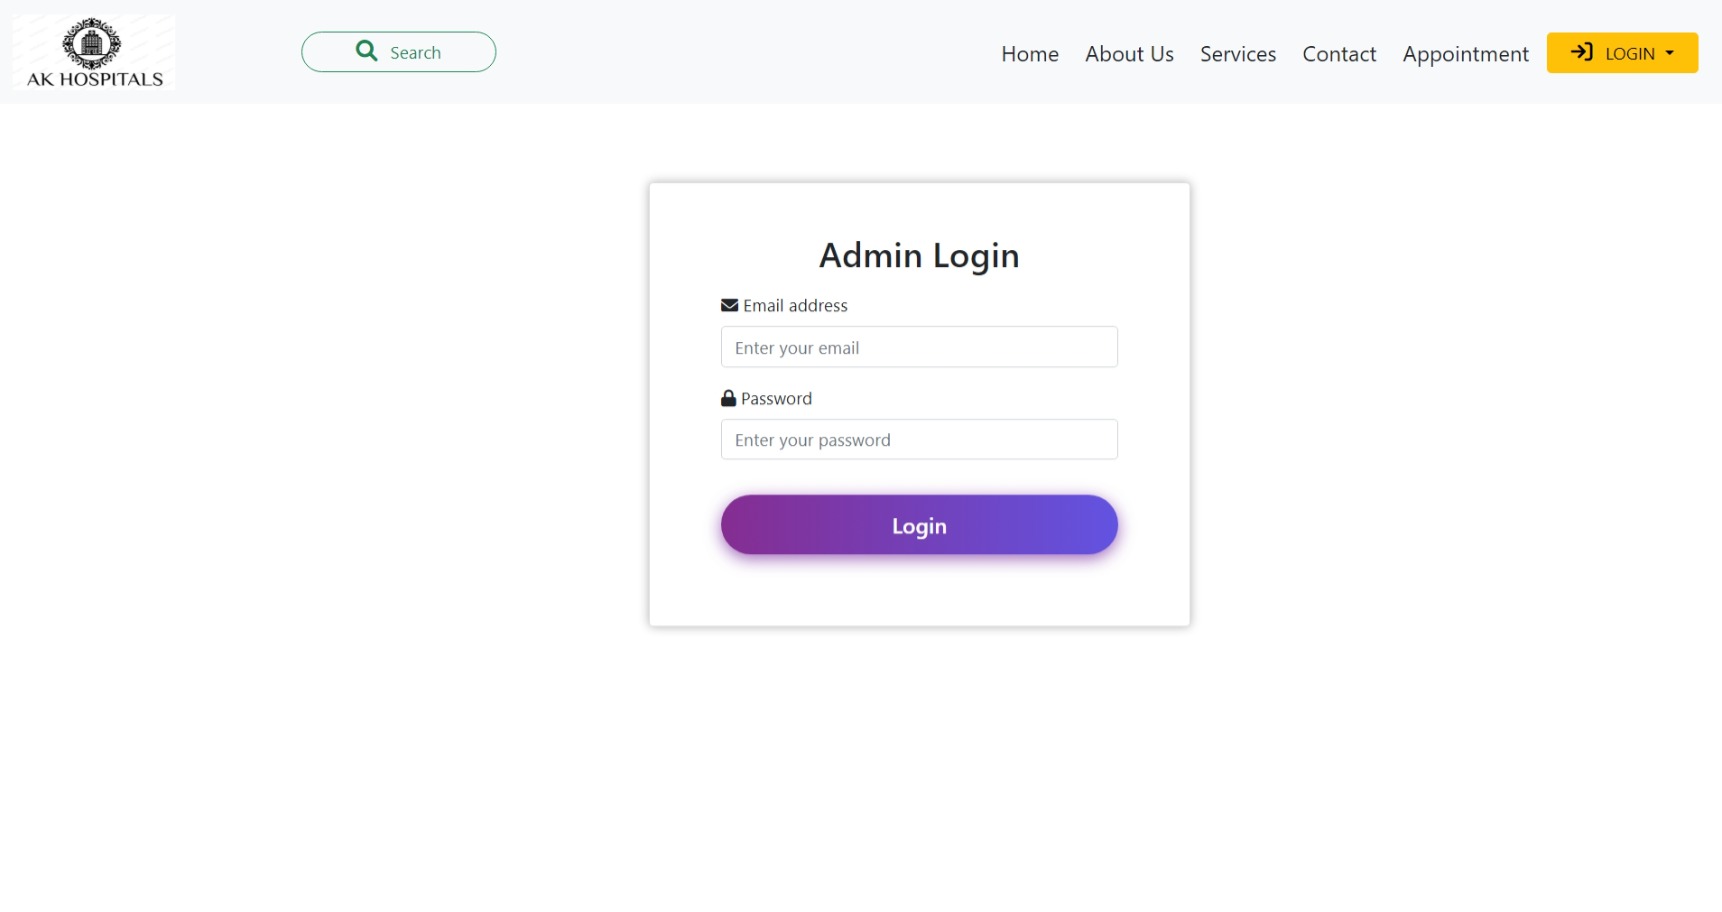 AK HOSPITALS
Search
Home About Us Services Contact Appointment LOGIN
Admin Login
Email address
Enter your email
Password
Enter your password
Login